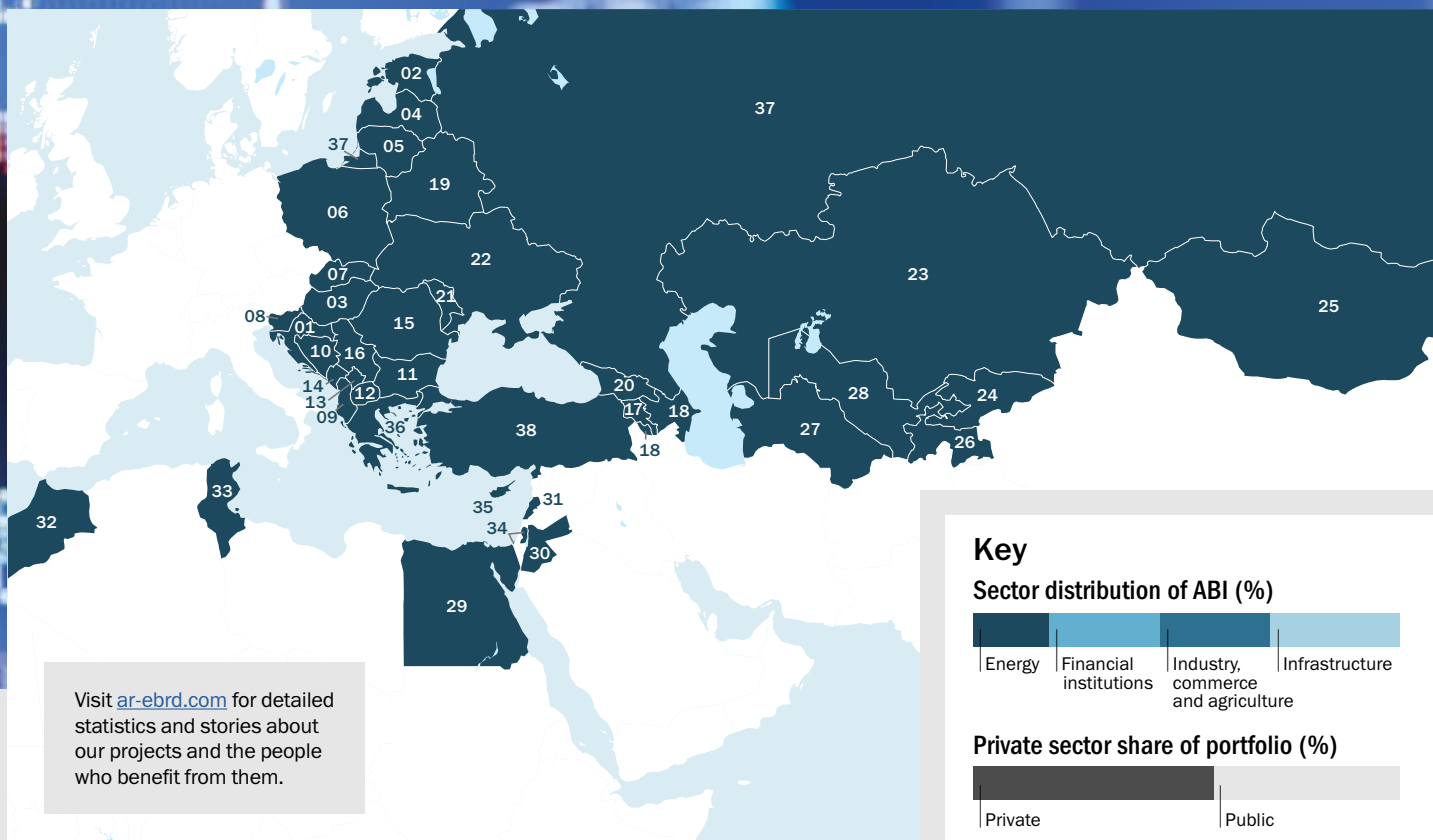 02
37
04
37
05
19
06
22
07
23
03
21
25
08
01
15
10
16
11
14
12
13
09
20
28
24
17
18
36
38
27
18
26
33
31
32
35
34
30
29
Key
Sector distribution of ABI (%)
Energy
Financial
institutions
Industry,
commerce
and agriculture
Infrastructure
Private sector share of portfolio (%)
Private
Public
Visit ar-ebrd.com for detailed
statistics and stories about
our projects and the people
who benefit from them.